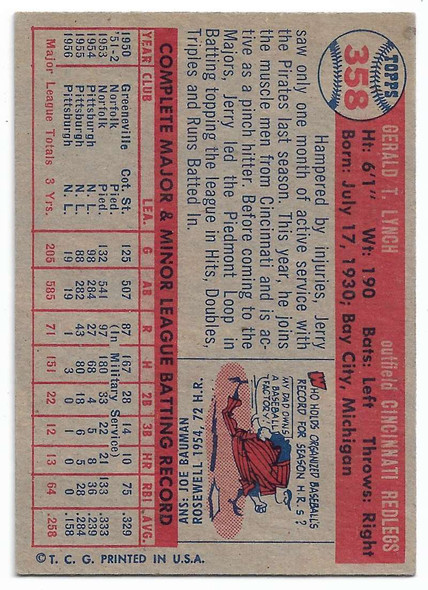 TOPPS
358
GERALD T. LYNCH outfield CINCINNATI REDLEGS
Ht: 6'1" Wt: 190 Bats: Left Throws: Right
Born: July 17, 1930; Bay City, Michigan
Hampered by injuries, Jerry
saw only one month of active service with
the Pirates last season. This year, he joins
the muscle men from Cincinnati and is ac-
tive as a pinch hitter. Before coming to the
Majors, Jerry led the Piedmont Loop in
Batting topping the league in Hits, Doubles,
Triples and Runs Batted In.
WHO HOLDS ORGANIZED BASEBALL'S
RECORD FOR SEASON H.R.s?
MY DAD OWNS
A BASEBALL
FACTORY!
ANS: JOE BAUMAN
ROSEWELL 1954, 72 H.R.
COMPLETE MAJOR & MINOR LEAGUE BATTING RECORD
YEAR CLUB LEA. G AB R H 2B 3B HR RBI AVG.
1950 Greenville Cot. St. 125 507 87 167 28 14 10 75 .329
'51-2 Norfolk Pied. (In Military Service)
1953 Norfolk Pied. 132 541 97 180 33 22 21 133 .333
1954 Pittsburgh N. L. 98 284 27 68 4 5 8 36 .239
1955 Pittsburgh N. L. 88 282 43 80 18 6 5 28 .284
1956 Pittsburgh N. L. 19 19 1 3 0 1 0 0 .158
Major League Totals 3 Yrs. 205 585 71 151 22 12 13 64 .258
© T. C. G. PRINTED IN U.S.A.